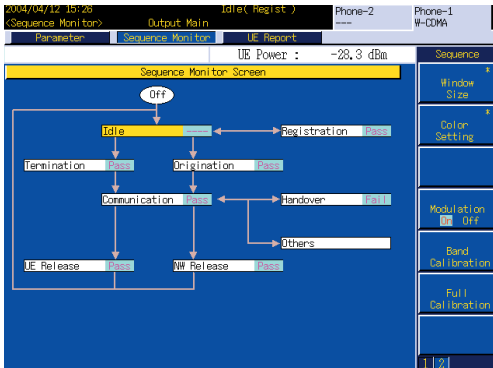 2004/04/12 15:26 Idle( Regist ) Phone-2 Phone-1
<Sequence Monitor> Output Main --- W-CDMA
Parameter Sequence Monitor UE Report
UE Power : -28.3 dBm Sequence
Sequence Monitor Screen
*
Window
Size
Off
*
Color
Setting
Idle ---- Registration Pass
Termination Pass Origination Pass
Communication Pass Handover Fail
Modulation
On Off
Others
Band
Calibration
UE Release Pass NW Release Pass
Full
Calibration
1 2